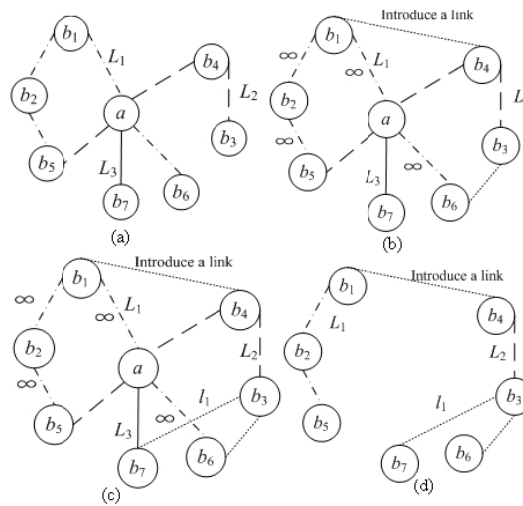 b1
L1
b4
b2
a
L2
b5
b3
L3
b6
b7
(a)
Introduce a link
b1
∞
L1
∞
b4
b2
a
L
∞
b5
∞
b3
L3
b6
b7
(b)
Introduce a link
b1
∞
L1
∞
b4
b2
a
L2
∞
b5
L3
∞
l1
b3
b7
b6
(c)
Introduce a link
b1
L1
b4
b2
L2
b5
l1
b3
b7
b6
(d)